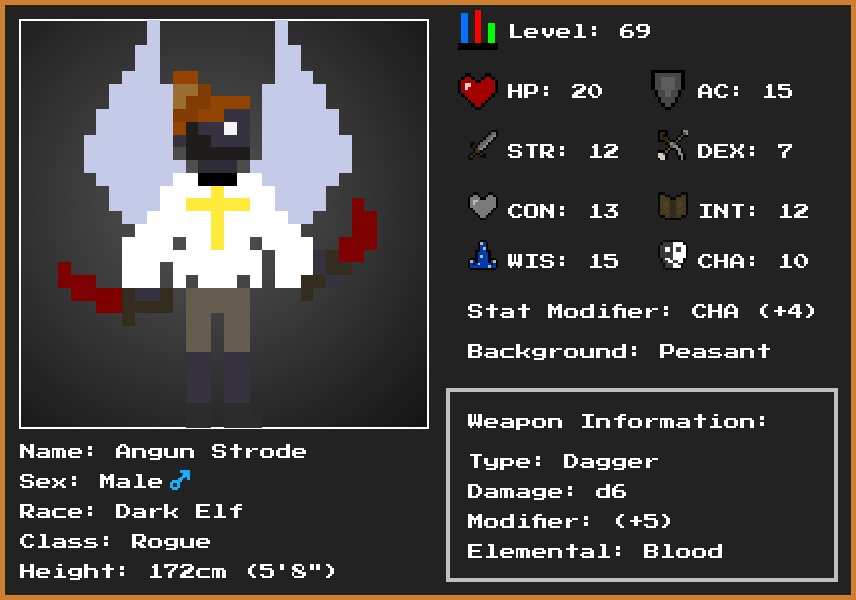 Level: 69
HP: 20
AC: 15
STR: 12
DEX: 7
CON: 13
INT: 12
WIS: 15
CHA: 10
Stat Modifier: CHA (+4)
Background: Peasant
Weapon Information:
Type: Dagger
Damage: d6
Modifier: (+5)
Elemental: Blood
Name: Angun Strode
Sex: Male♂
Race: Dark Elf
Class: Rogue
Height: 172cm (5'8")